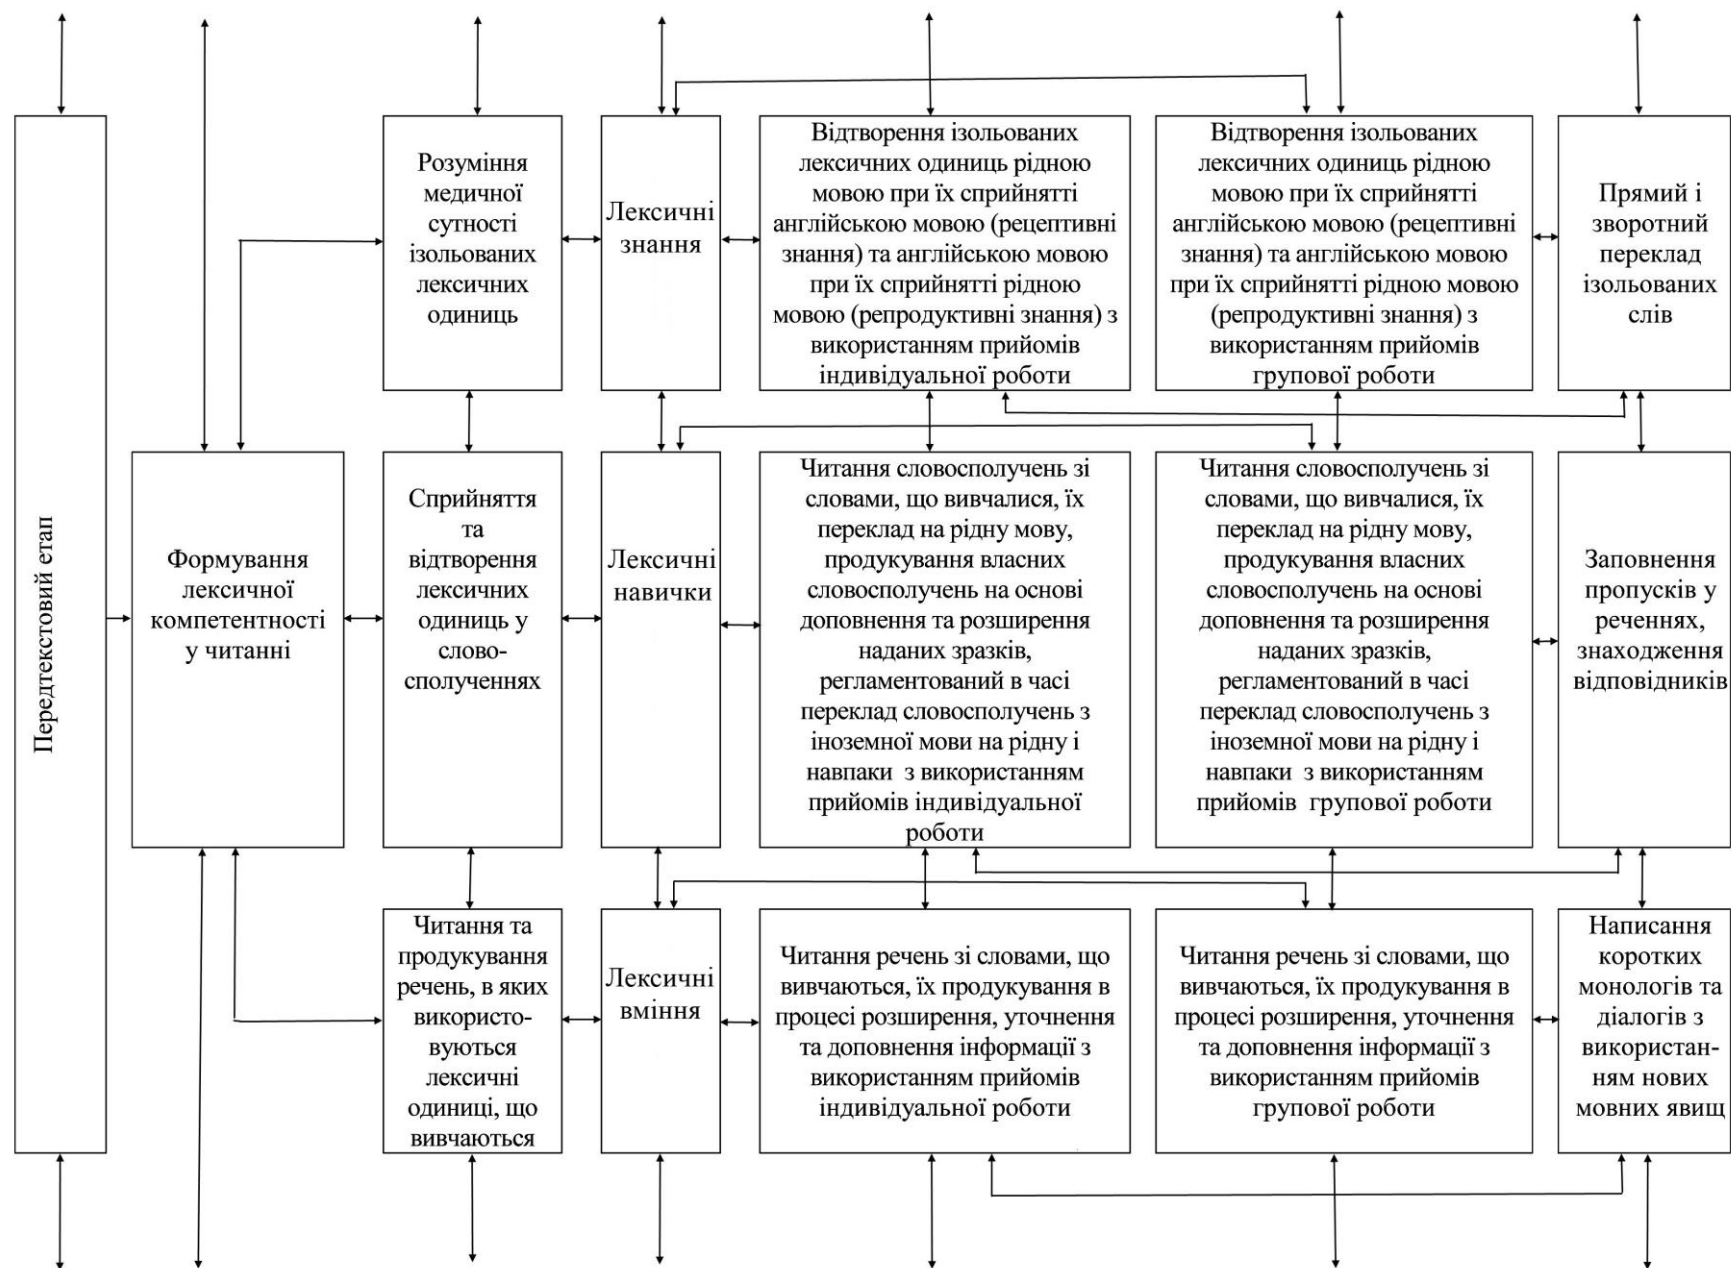 Передтекстовий етап
Формування
лексичної
компетентності
у читанні
Розуміння
медичної
сутності
ізольованих
лексичних
одиниць
Лексичні
знання
Відтворення ізольованих
лексичних одиниць рідною
мовою при їх сприйнятті
англійською мовою (рецептивні
знання) та англійською мовою
при їх сприйнятті рідною
мовою (репродуктивні знання) з
використанням прийомів
індивідуальної роботи
Відтворення ізольованих
лексичних одиниць рідною
мовою при їх сприйнятті
англійською мовою (рецептивні
знання) та англійською мовою
при їх сприйнятті рідною мовою
(репродуктивні знання) з
використанням прийомів
групової роботи
Прямий і
зворотний
переклад
ізольованих
слів
Сприйняття
та
відтворення
лексичних
одиниць у
слово-
сполученнях
Лексичні
навички
Читання словосполучень зі
словами, що вивчалися, їх
переклад на рідну мову,
продукування власних
словосполучень на основі
доповнення та розширення
наданих зразків,
регламентований в часі
переклад словосполучень з
іноземної мови на рідну і
навпаки з використанням
прийомів індивідуальної
роботи
Читання словосполучень зі
словами, що вивчалися, їх
переклад на рідну мову,
продукування власних
словосполучень на основі
доповнення та розширення
наданих зразків,
регламентований в часі
переклад словосполучень з
іноземної мови на рідну і
навпаки з використанням
прийомів групової роботи
Заповнення
пропусків у
реченнях,
знаходження
відповідників
Читання та
продукування
речень, в яких
використо-
вуються
лексичні
одиниці, що
вивчаються
Лексичні
вміння
Читання речень зі словами, що
вивчаються, їх продукування в
процесі розширення, уточнення
та доповнення інформації з
використанням прийомів
індивідуальної роботи
Читання речень зі словами, що
вивчаються, їх продукування в
процесі розширення, уточнення
та доповнення інформації з
використанням прийомів
групової роботи
Написання
коротких
монологів та
діалогів з
використан-
ням нових
мовних явищ